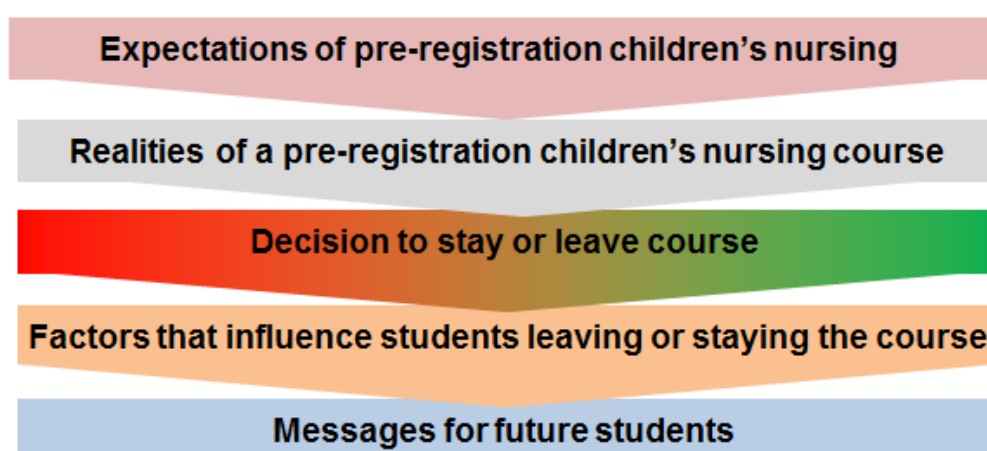 Expectations of pre-registration children’s nursing
Realities of a pre-registration children’s nursing course
Decision to stay or leave course
Factors that influence students leaving or staying the course
Messages for future students